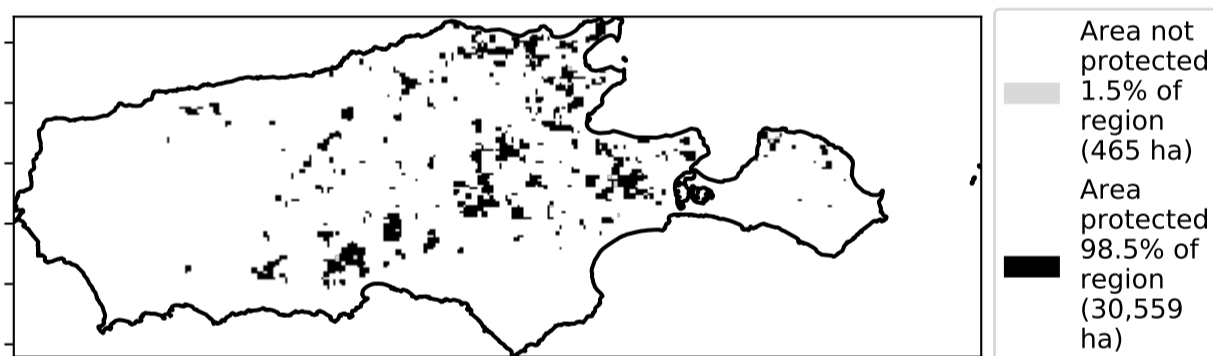 Area not
protected
1.5% of
region
(465 ha)
Area
protected
98.5% of
region
(30,559
ha)